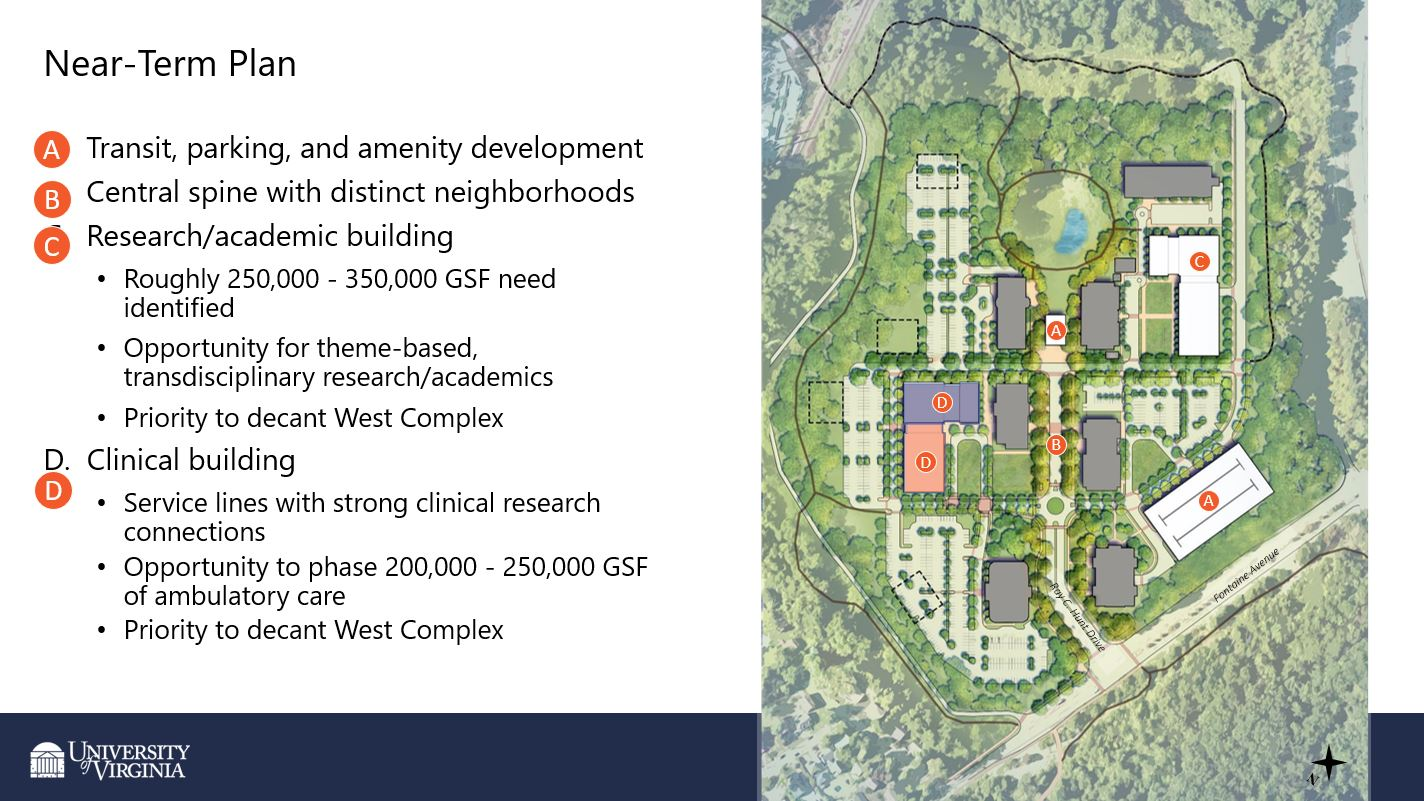 Near-Term Plan
A Transit, parking, and amenity development
B Central spine with distinct neighborhoods
C Research/academic building
• Roughly 250,000 - 350,000 GSF need
identified
• Opportunity for theme-based,
transdisciplinary research/academics
• Priority to decant West Complex
D. Clinical building
D
• Service lines with strong clinical research
connections
• Opportunity to phase 200,000 - 250,000 GSF
of ambulatory care
• Priority to decant West Complex
UNIVERSITY
of VIRGINIA
C
A
D
B
D
A
Fontaine Avenue
Ray C. Hunt Drive
N